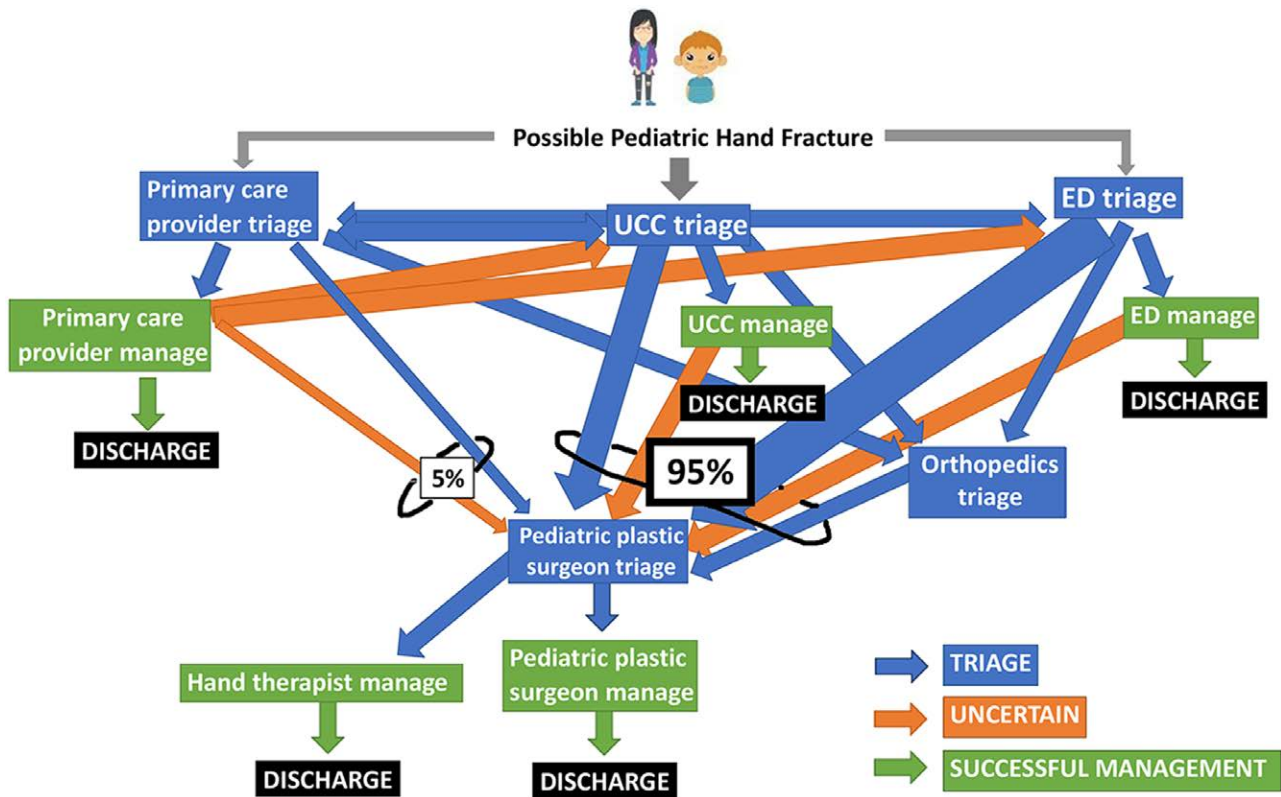 Possible Pediatric Hand Fracture
Primary care
provider triage
UCC triage
ED triage
Primary care
provider manage
UCC manage
ED manage
DISCHARGE
DISCHARGE
DISCHARGE
5%
95%
Orthopedics
triage
Pediatric plastic
surgeon triage
Hand therapist manage
Pediatric plastic
surgeon manage
TRIAGE
UNCERTAIN
SUCCESSFUL MANAGEMENT
DISCHARGE
DISCHARGE